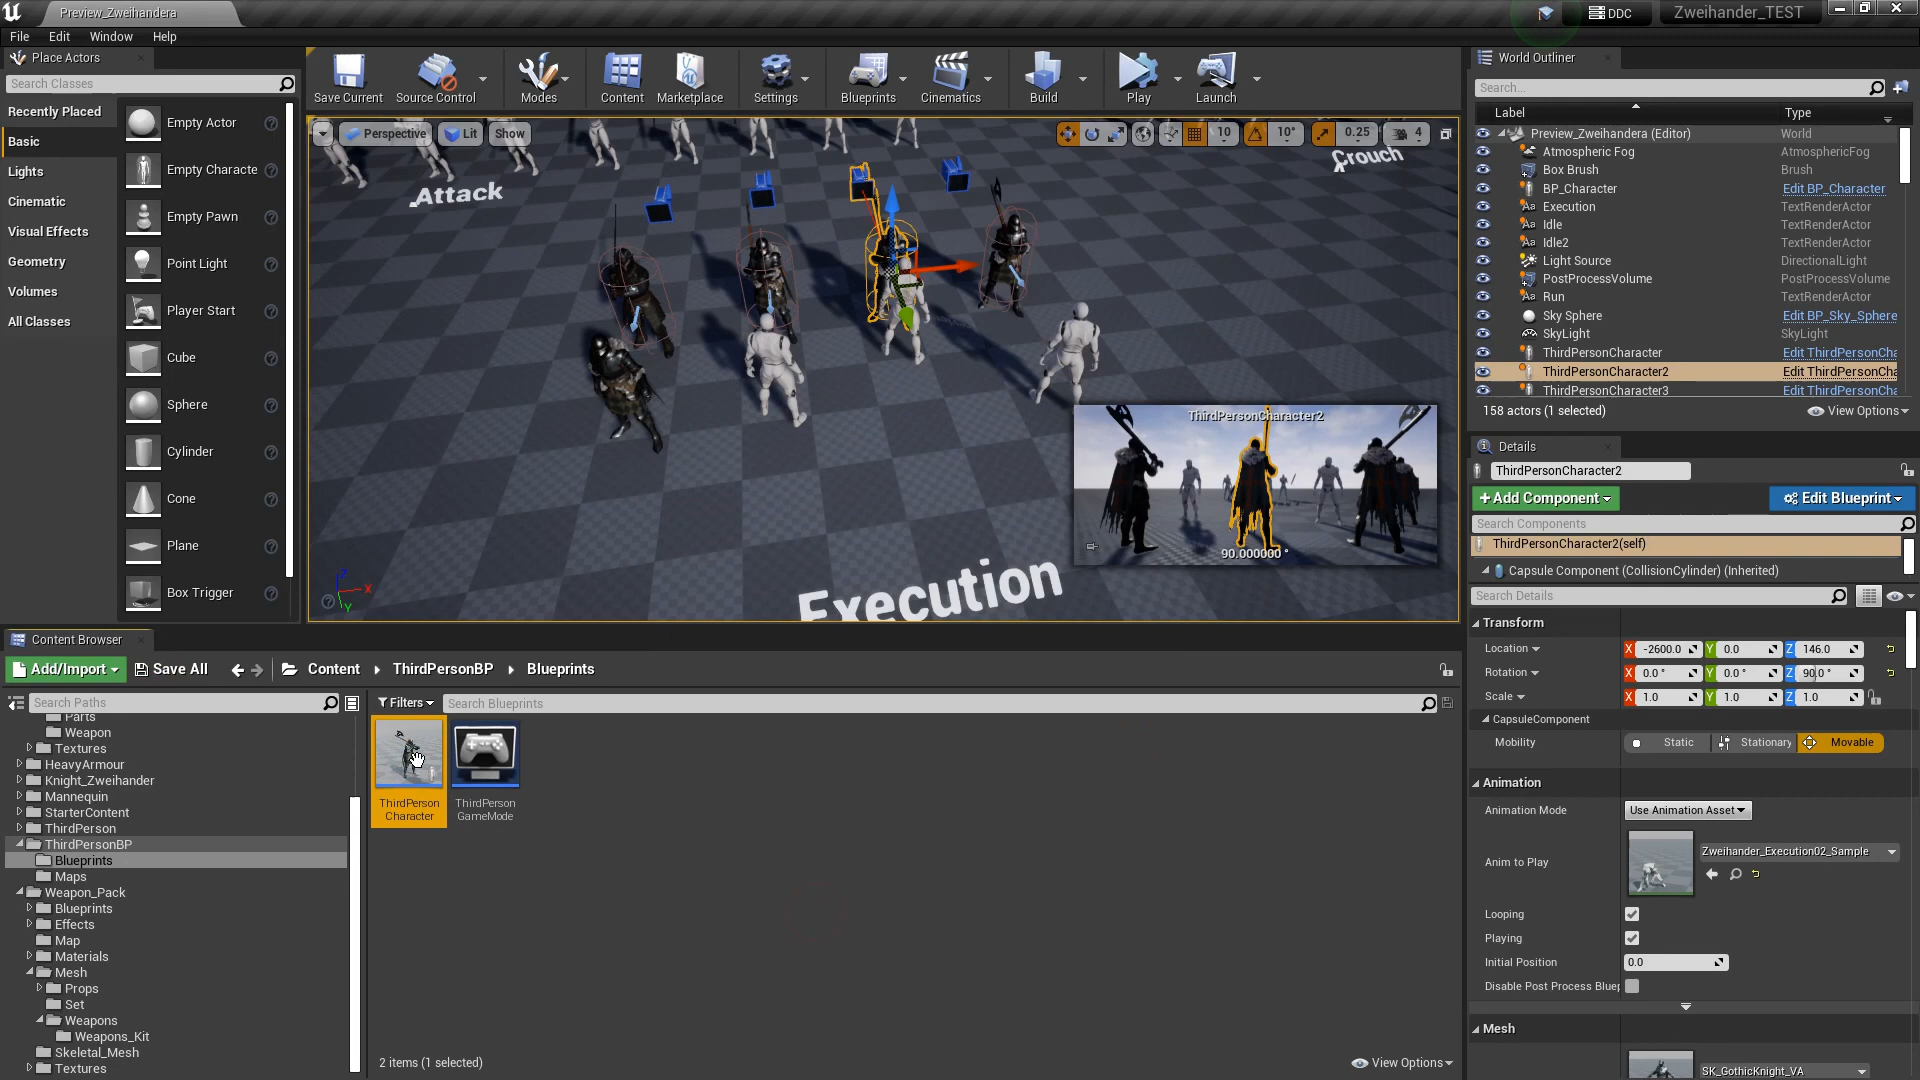 Preview_Zweihandera
DDC
Zweihander_TEST
File Edit Window Help
Place Actors
Search Classes
Recently Placed
Basic
Lights
Cinematic
Visual Effects
Geometry
Volumes
All Classes
Empty Actor
Empty Characte
Empty Pawn
Point Light
Player Start
Cube
Sphere
Cylinder
Cone
Plane
Box Trigger
Save Current
Source Control
Modes
Content
Marketplace
Settings
Blueprints
Cinematics
Build
Play
Launch
Perspective
Lit
Show
10
10°
0.25
4
Attack
Crouch
Execution
ThirdPersonCharacter2
90.000000 °
X
Z
Y
World Outliner
Search...
Label Type
Preview_Zweihandera (Editor) World
Atmospheric Fog AtmosphericFog
Box Brush Brush
BP_Character Edit BP_Character
Execution TextRenderActor
Idle TextRenderActor
Idle2 TextRenderActor
Light Source DirectionalLight
PostProcessVolume PostProcessVolume
Run TextRenderActor
Sky Sphere Edit BP_Sky_Sphere
SkyLight SkyLight
ThirdPersonCharacter Edit ThirdPersonCha
ThirdPersonCharacter2 Edit ThirdPersonCha
ThirdPersonCharacter3 Edit ThirdPersonCha
158 actors (1 selected) View Options
Details
ThirdPersonCharacter2
+Add Component Edit Blueprint
Search Components
ThirdPersonCharacter2(self)
Capsule Component (CollisionCylinder) (Inherited)
Search Details
Transform
Location X -2600.0 Y 0.0 Z 146.0
Rotation X 0.0 ° Y 0.0 ° Z 90.0 °
Scale X 1.0 Y 1.0 Z 1.0
CapsuleComponent
Mobility Static Stationary Movable
Animation
Animation Mode Use Animation Asset
Anim to Play Zweihander_Execution02_Sample
Looping
Playing
Initial Position 0.0
Disable Post Process Bluep
Mesh
SK_GothicKnight_VA
Content Browser
Add/Import Save All Content ThirdPersonBP Blueprints
Search Paths
Filters Search Blueprints
Parts
Weapon
Textures
HeavyArmour
Knight_Zweihander
Mannequin
StarterContent
ThirdPerson
ThirdPersonBP
Blueprints
Maps
Weapon_Pack
Blueprints
Effects
Map
Materials
Mesh
Props
Set
Weapons
Weapons_Kit
Skeletal_Mesh
Textures
ThirdPerson
Character
ThirdPerson
GameMode
2 items (1 selected) View Options